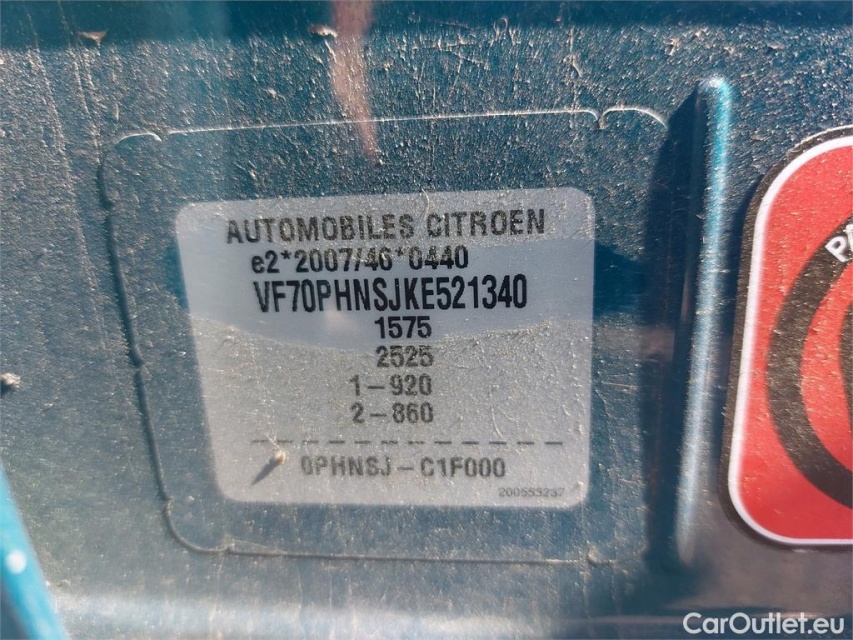 AUTOMOBILES CITROEN
e2*2007/46*0440
VF70PHNSJKE521340
1575
2525
1-920
2-860
0PHNSJ-C1F000
200553237
CarOutlet.eu